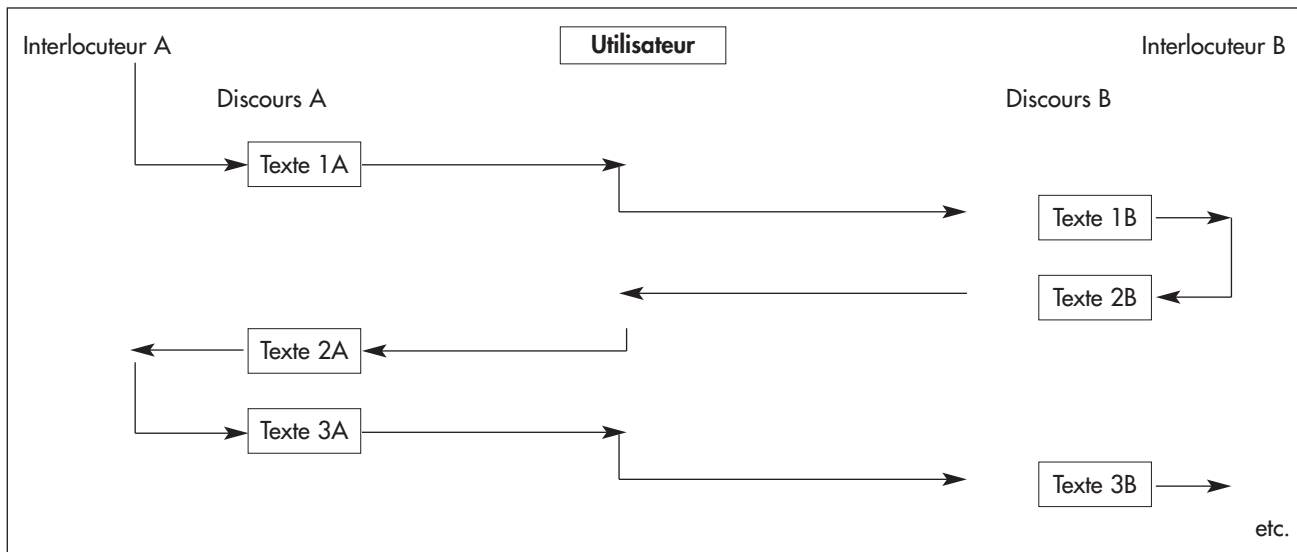 Interlocuteur A
Utilisateur
Interlocuteur B
Discours A
Discours B
Texte 1A
Texte 1B
Texte 2B
Texte 2A
Texte 3A
Texte 3B
etc.